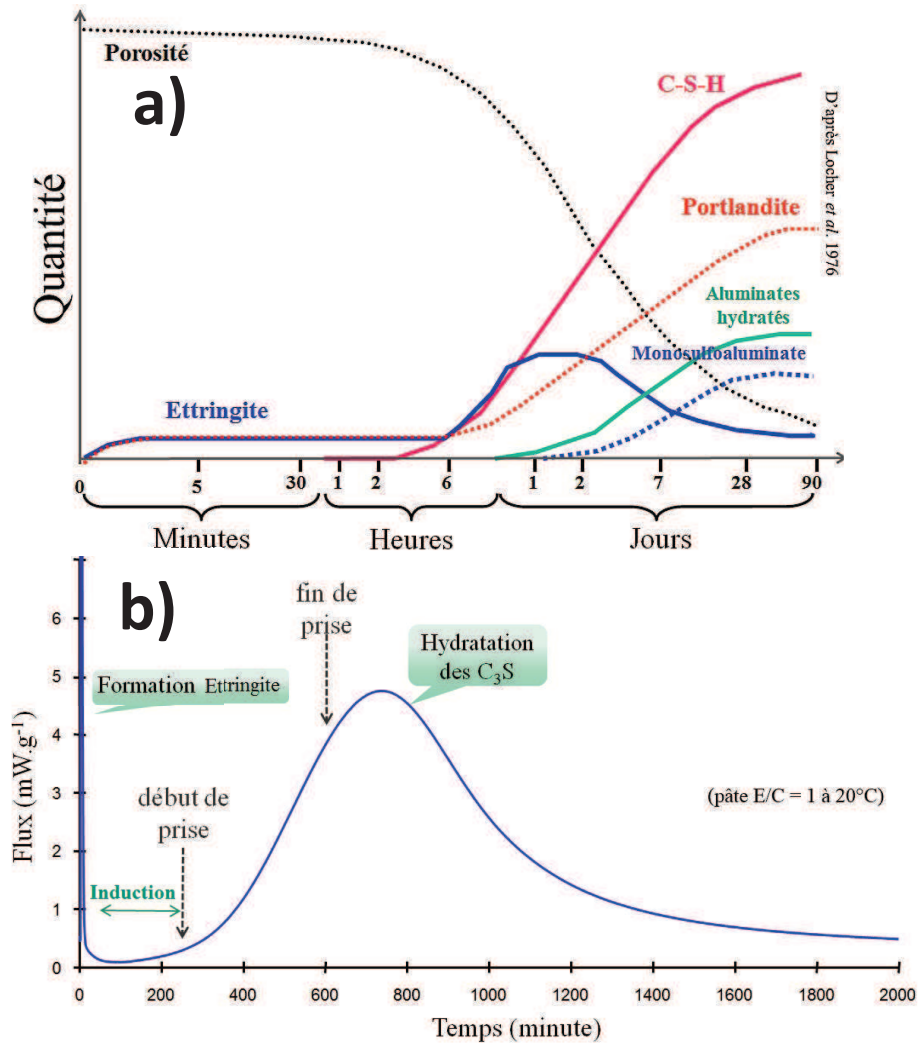 Porosité
a)
C-S-H
D'après Locher et al. 1976
Quantité
Portlandite
Aluminates
hydratés
Monosulfoaluminate
Ettringite
0 5 30 1 2 6 1 2 7 28 90
Minutes Heures Jours
b)
fin de
prise
Hydratation
des C₃S
Formation Ettringite
début de
prise
(pâte E/C = 1 à 20°C)
Induction
Flux (mW.g⁻¹)
6
5
4
3
2
1
0
0 200 400 600 800 1000 1200 1400 1600 1800 2000
Temps (minute)